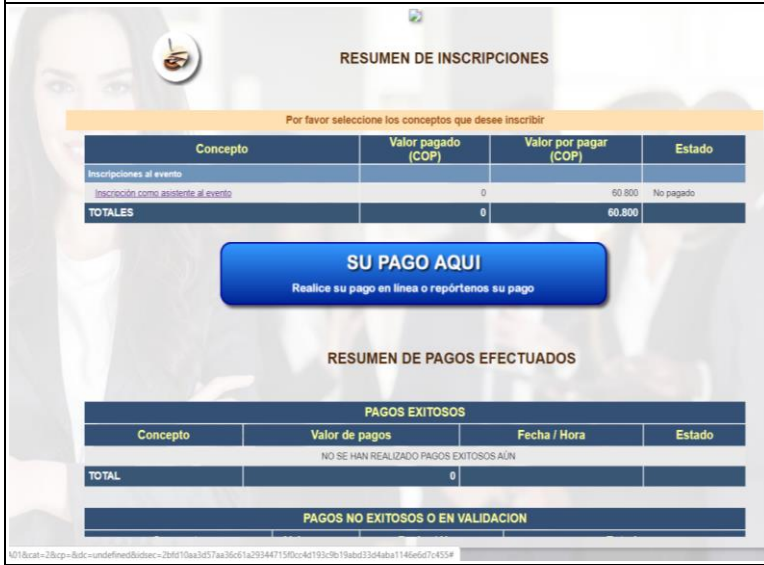 RESUMEN DE INSCRIPCIONES
Por favor seleccione los conceptos que desee inscribir
Concepto Valor pagado (COP) Valor por pagar (COP) Estado
Inscripciones al evento
Inscripción como asistente al evento 0 60.800 No pagado
TOTALES 0 60.800
SU PAGO AQUI
Realice su pago en línea o repórtenos su pago
RESUMEN DE PAGOS EFECTUADOS
PAGOS EXITOSOS
Concepto Valor de pagos Fecha / Hora Estado
NO SE HAN REALIZADO PAGOS EXITOSOS AÚN
TOTAL 0
PAGOS NO EXITOSOS O EN VALIDACION